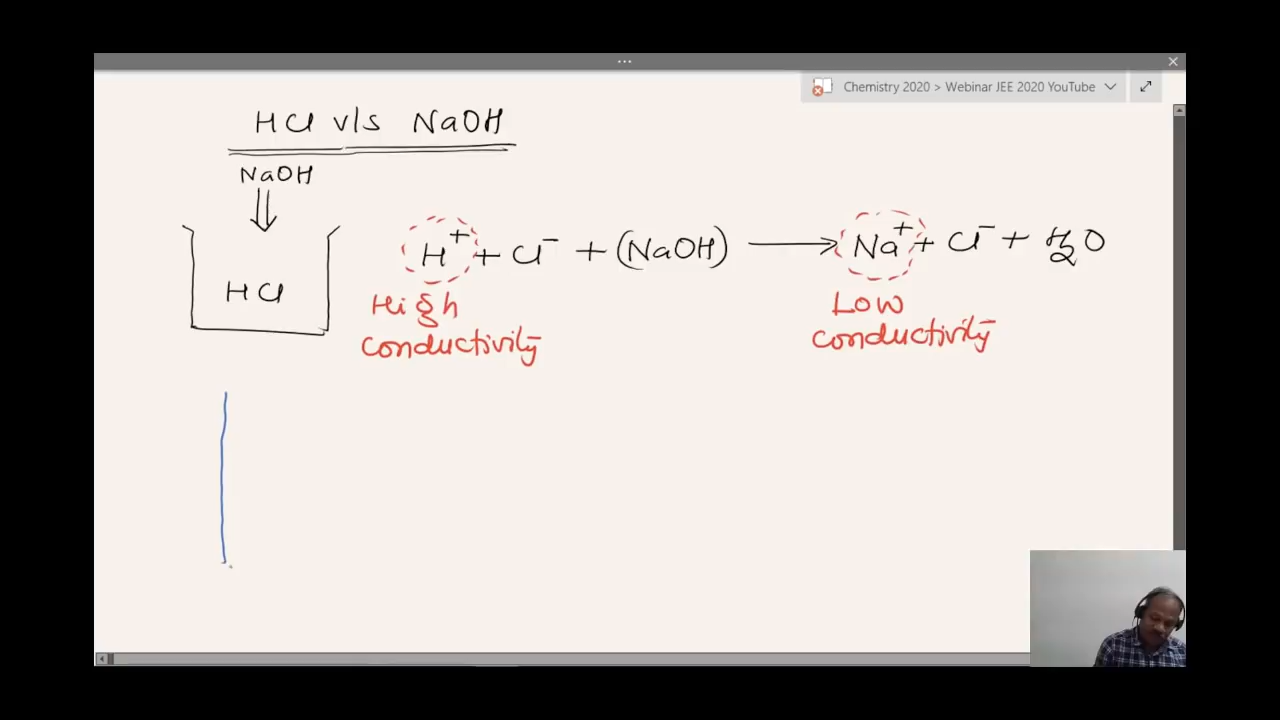 Chemistry 2020 > Webinar JEE 2020 YouTube
HCl v/s NaOH
NaOH
HCl
H⁺ + Cl⁻ + (NaOH) ⟶ Na⁺ + Cl⁻ + H₂O
High
conductivity
Low
conductivity